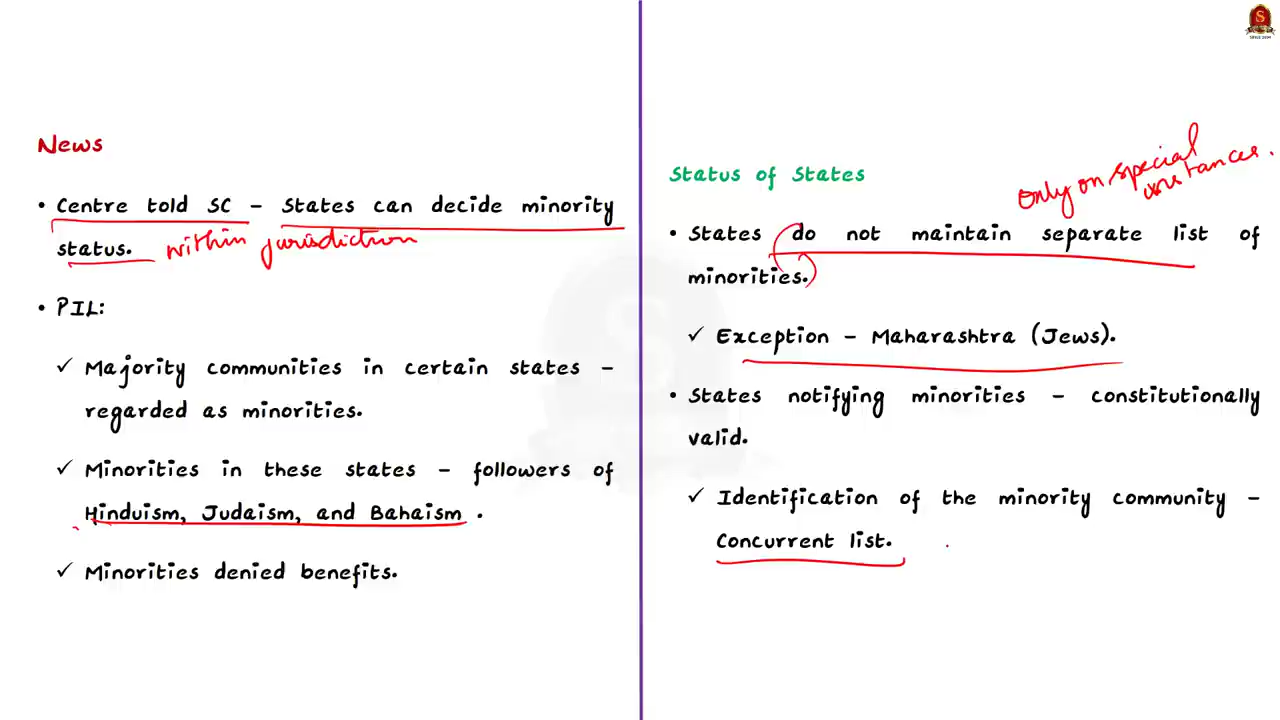 News
• Centre told SC – States can decide minority
status. within jurisdiction
• PIL:
✓ Majority communities in certain states –
regarded as minorities.
✓ Minorities in these states – followers of
Hinduism, Judaism, and Bahaism .
✓ Minorities denied benefits.
Status of States
only on special
• States do not maintain separate list of
minorities.
✓ Exception – Maharashtra (Jews).
• States notifying minorities – constitutionally
valid.
✓ Identification of the minority community –
Concurrent list.